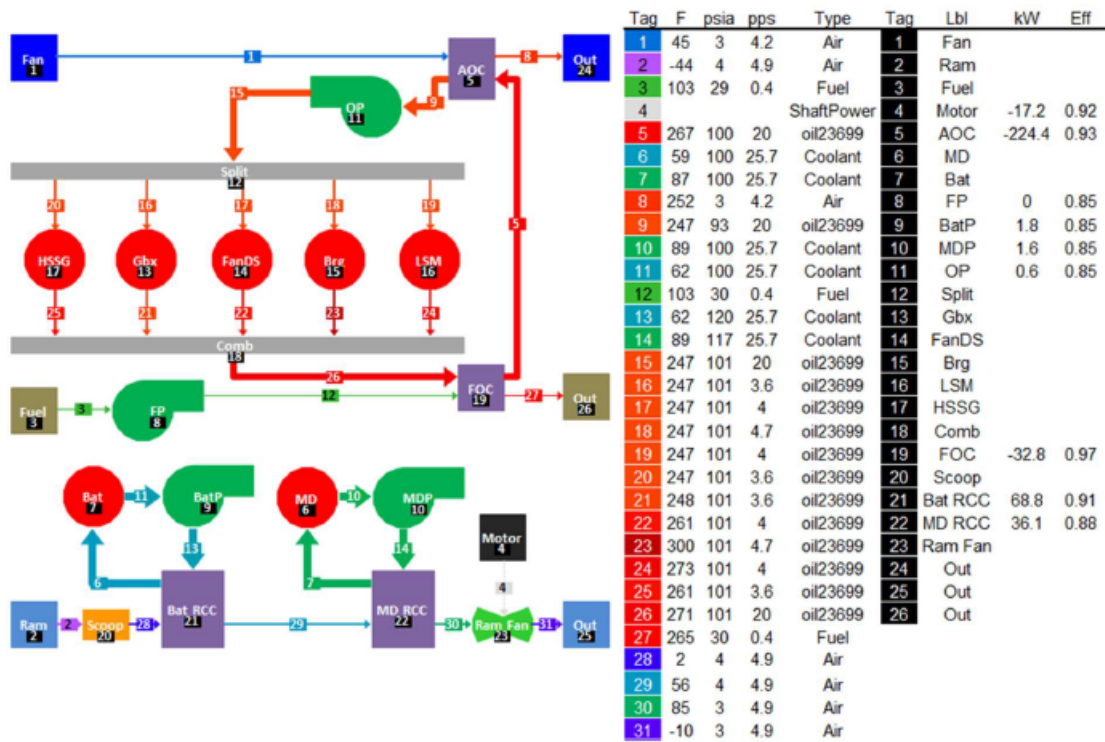 Fan
1
1
AOC
5
8
Out
24
15
OP
11
9
Split
12
20
16
17
18
19
5
HSSG
17
Gbx
13
FanDS
14
Brg
15
LSM
16
25
21
22
23
24
Comb
18
26
FOC
19
Fuel
3
3
FP
8
12
27
Out
26
Bat
7
11
BatP
9
MD
6
10
MDP
10
Motor
4
13
14
6
7
4
Ram
2
2
Scoop
20
28
Bat RCC
21
29
MD RCC
22
30
Ram Fan
23
31
Out
25
Tag F psia pps Type Tag Lbl kW Eff
1 45 3 4.2 Air 1 Fan
2 -44 4 4.9 Air 2 Ram
3 103 29 0.4 Fuel 3 Fuel
4 ShaftPower 4 Motor -17.2 0.92
5 267 100 20 oil23699 5 AOC -224.4 0.93
6 59 100 25.7 Coolant 6 MD
7 87 100 25.7 Coolant 7 Bat
8 252 3 4.2 Air 8 FP 0 0.85
9 247 93 20 oil23699 9 BatP 1.8 0.85
10 89 100 25.7 Coolant 10 MDP 1.6 0.85
11 62 100 25.7 Coolant 11 OP 0.6 0.85
12 103 30 0.4 Fuel 12 Split
13 62 120 25.7 Coolant 13 Gbx
14 89 117 25.7 Coolant 14 FanDS
15 247 101 20 oil23699 15 Brg
16 247 101 3.6 oil23699 16 LSM
17 247 101 4 oil23699 17 HSSG
18 247 101 4.7 oil23699 18 Comb
19 247 101 4 oil23699 19 FOC -32.8 0.97
20 247 101 3.6 oil23699 20 Scoop
21 248 101 3.6 oil23699 21 Bat RCC 68.8 0.91
22 261 101 4 oil23699 22 MD RCC 36.1 0.88
23 300 101 4.7 oil23699 23 Ram Fan
24 273 101 4 oil23699 24 Out
25 261 101 3.6 oil23699 25 Out
26 271 101 20 oil23699 26 Out
27 265 30 0.4 Fuel
28 2 4 4.9 Air
29 56 4 4.9 Air
30 85 3 4.9 Air
31 -10 3 4.9 Air